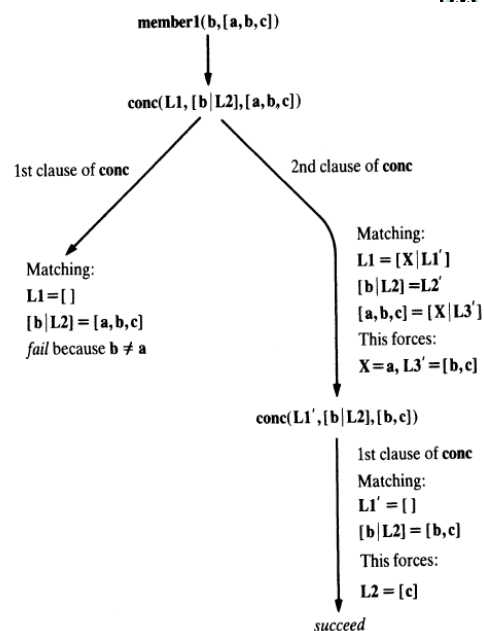 member1(b,[a,b,c])
conc(L1, [b|L2],[a,b,c])
1st clause of conc
2nd clause of conc
Matching:
L1=[ ]
[b|L2] = [a,b,c]
fail because b ≠ a
Matching:
L1 = [X|L1′]
[b|L2] =L2′
[a,b,c] = [X|L3′]
This forces:
X=a, L3′=[b,c]
conc(L1′,[b|L2],[b,c])
1st clause of conc
Matching:
L1′ = [ ]
[b|L2] = [b,c]
This forces:
L2 = [c]
succeed